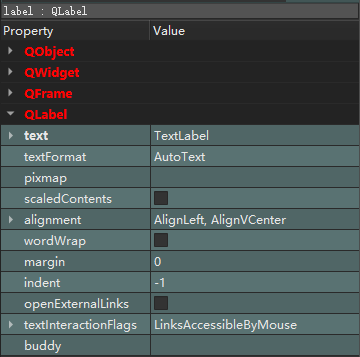 label : QLabel
Property Value
QObject
QWidget
QFrame
QLabel
text TextLabel
textFormat AutoText
pixmap
scaledContents
alignment AlignLeft, AlignVCenter
wordWrap
margin 0
indent -1
openExternalLinks
textInteractionFlags LinksAccessibleByMouse
buddy